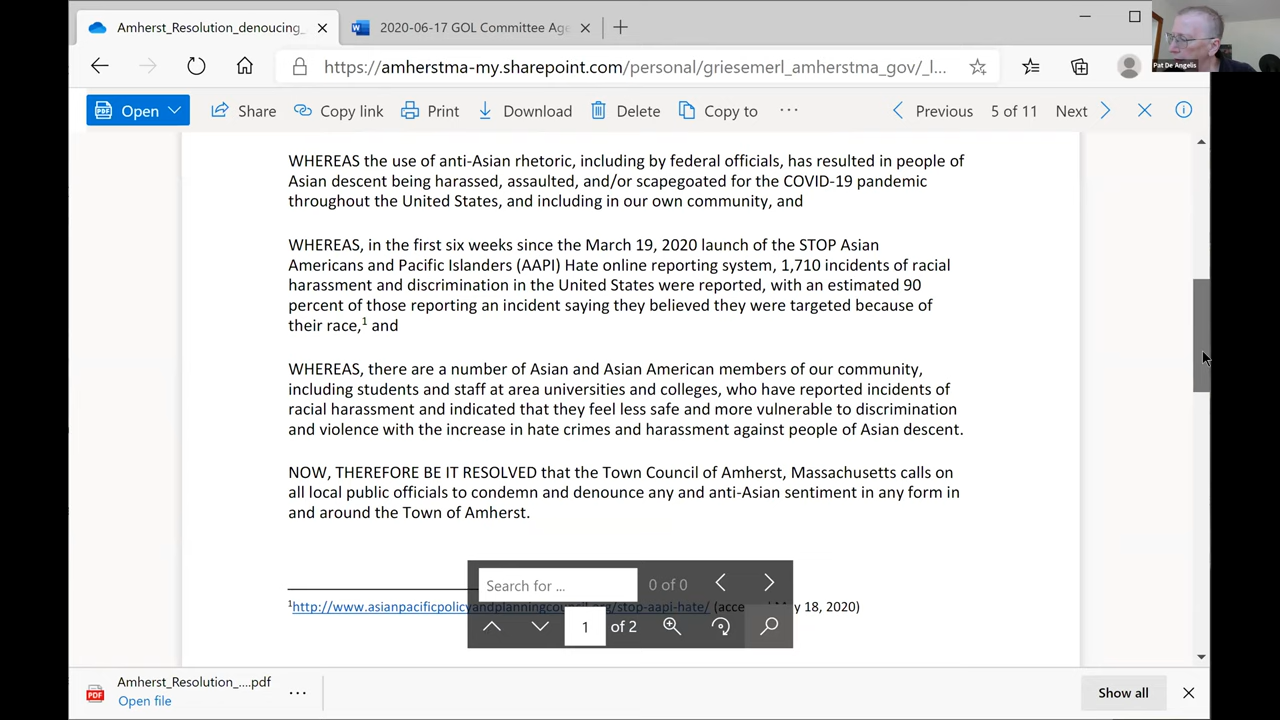 Amherst_Resolution_denoucing_
2020-06-17 GOL Committee Age
https://amherstma-my.sharepoint.com/personal/griesemerl_amherstma_gov/_l...
Pat De Angelis
Open Share Copy link Print Download Delete Copy to ... Previous 5 of 11 Next
WHEREAS the use of anti-Asian rhetoric, including by federal officials, has resulted in people of
Asian descent being harassed, assaulted, and/or scapegoated for the COVID-19 pandemic
throughout the United States, and including in our own community, and
WHEREAS, in the first six weeks since the March 19, 2020 launch of the STOP Asian
Americans and Pacific Islanders (AAPI) Hate online reporting system, 1,710 incidents of racial
harassment and discrimination in the United States were reported, with an estimated 90
percent of those reporting an incident saying they believed they were targeted because of
their race,¹ and
WHEREAS, there are a number of Asian and Asian American members of our community,
including students and staff at area universities and colleges, who have reported incidents of
racial harassment and indicated that they feel less safe and more vulnerable to discrimination
and violence with the increase in hate crimes and harassment against people of Asian descent.
NOW, THEREFORE BE IT RESOLVED that the Town Council of Amherst, Massachusetts calls on
all local public officials to condemn and denounce any and anti-Asian sentiment in any form in
and around the Town of Amherst.
Search for ... 0 of 0
¹http://www.asianpacificpolicyandplanningcouncil.org/stop-aapi-hate/ (acce y 18, 2020)
1 of 2
Amherst_Resolution_....pdf
Open file
...
Show all